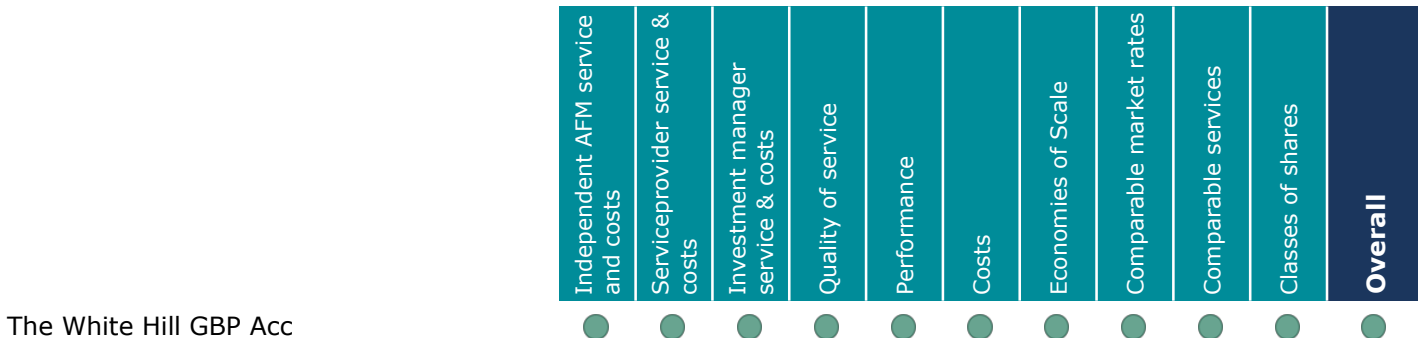 Independent AFM service
and costs
Serviceprovider service &
costs
Investment manager
service & costs
Quality of service
Performance
Costs
Economies of Scale
Comparable market rates
Comparable services
Classes of shares
Overall
The White Hill GBP Acc